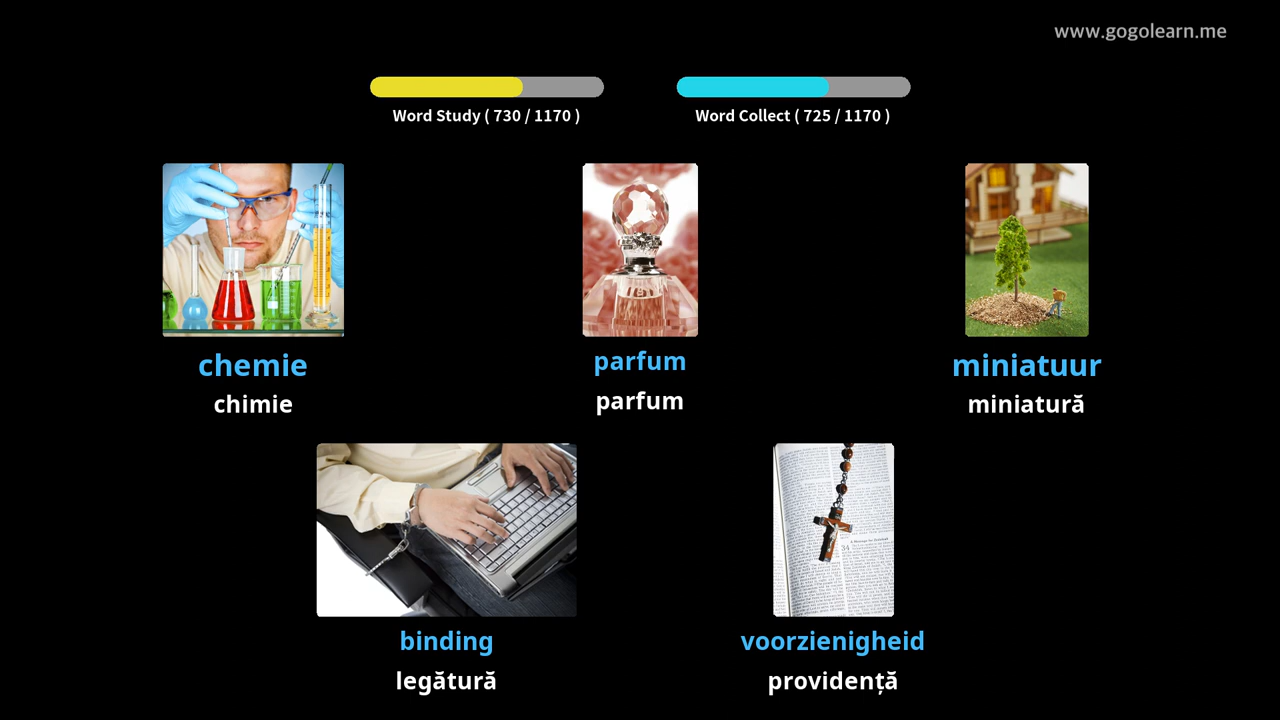 www.gogolearn.me
Word Study ( 730 / 1170 )
Word Collect ( 725 / 1170 )
chemie
chimie
parfum
parfum
miniatuur
miniatură
binding
legătură
voorzienigheid
providență